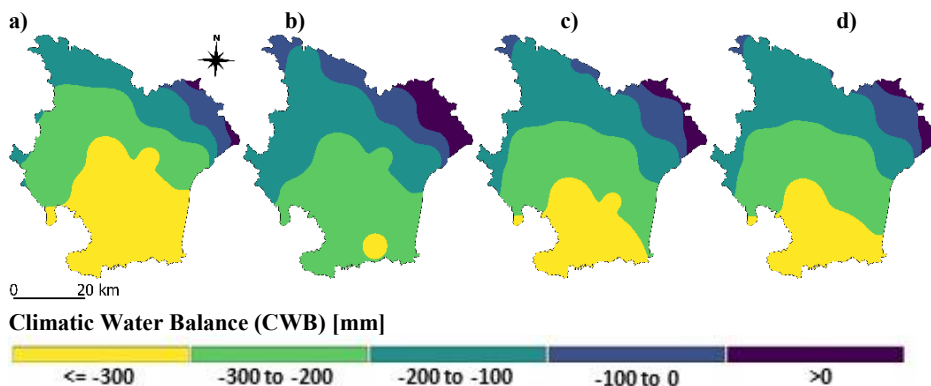 a) b) c) d)
N
0 20 km
Climatic Water Balance (CWB) [mm]
<= -300 -300 to -200 -200 to -100 -100 to 0 >0